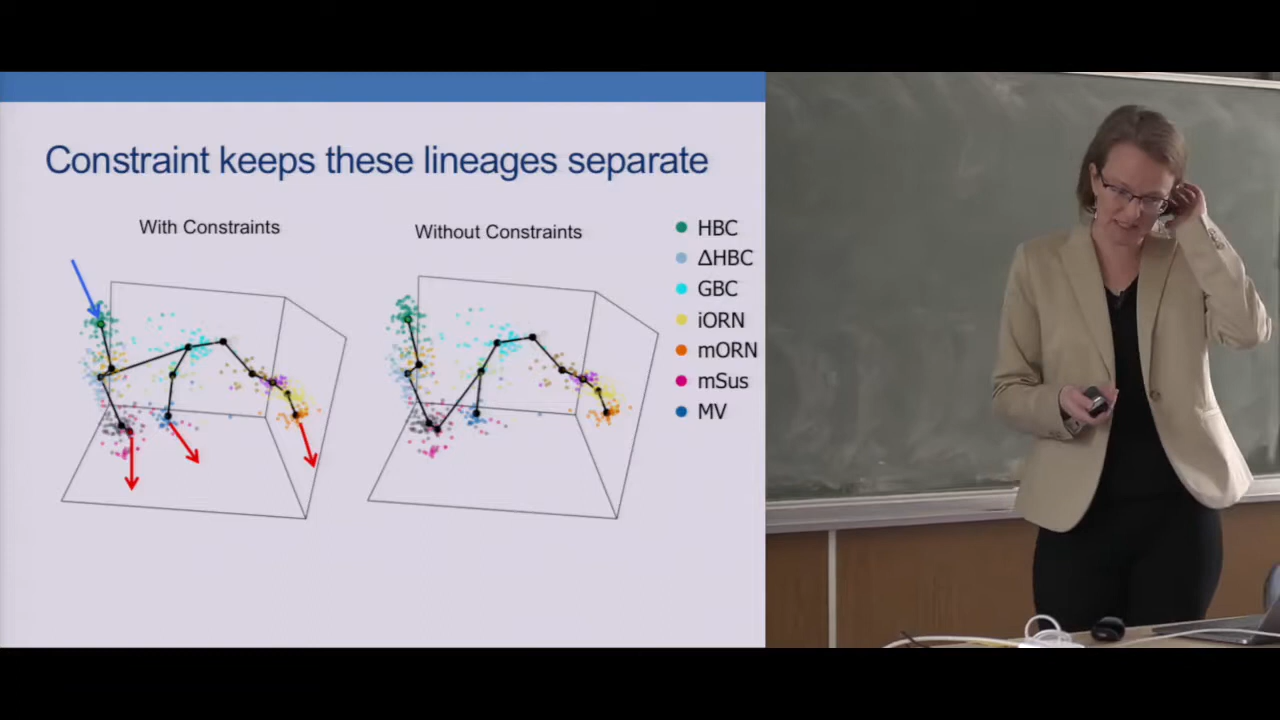 Constraint keeps these lineages separate
With Constraints
Without Constraints
HBC
ΔHBC
GBC
iORN
mORN
mSus
MV